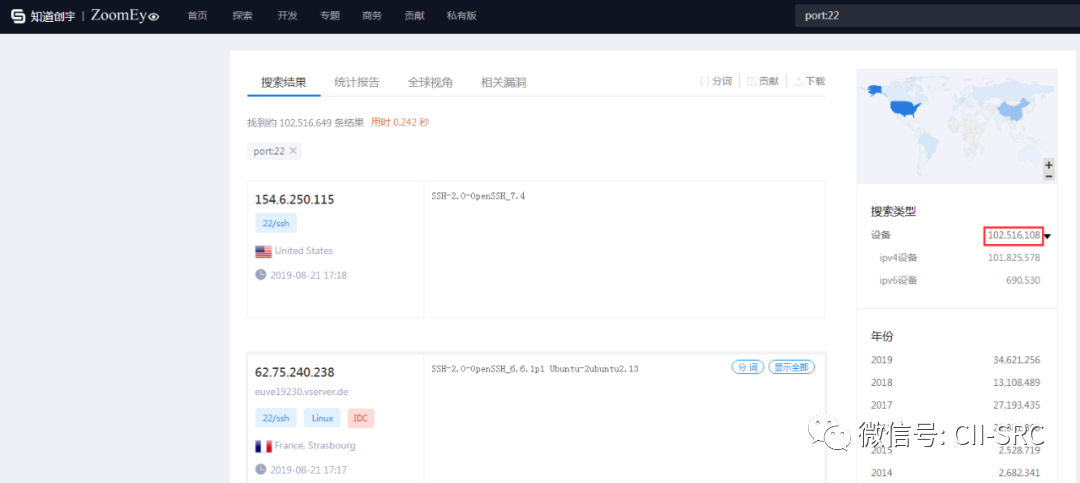 知道创宇 | ZoomEye
首页 探索 开发 专题 商务 贡献 私有版
port:22
搜索结果 统计报告 全球视角 相关漏洞
分词 贡献 下载
找到约 102,516,649 条结果 用时 0.242 秒
port:22 ×
154.6.250.115
22/ssh
United States
2019-08-21 17:18
SSH-2.0-OpenSSH_7.4
62.75.240.238
euve19230.vserver.de
22/ssh Linux IDC
France, Strasbourg
2019-08-21 17:17
SSH-2.0-OpenSSH_6.6.1p1 Ubuntu-2ubuntu2.13
分词 显示全部
+
−
搜索类型
设备 102,516,108
ipv4设备 101,825,578
ipv6设备 690,530
年份
2019 34,621,256
2018 13,108,489
2017 27,193,435
2015 2,528,719
2014 2,682,341
微信号: CII-SRC